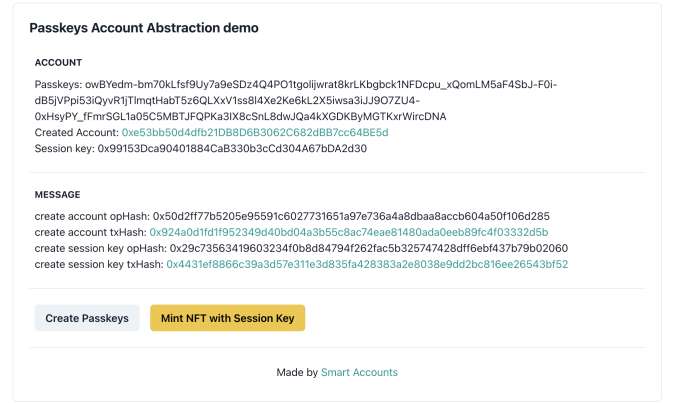 Passkeys Account Abstraction demo
ACCOUNT
Passkeys: owBYedm-bm70kLfsf9Uy7a9eSDz4Q4PO1tgolijwrat8krLKbgbck1NFDcpu_xQomLM5aF4SbJ-F0i-
dB5jVPpi53iQyvR1jTlmqtHabT5z6QLXxV1ss8l4Xe2Ke6kL2X5iwsa3iJJ9O7ZU4-
0xHsyPY_fFmrSGL1a05C5MBTJFQPKa3IX8cSnL8dwJQa4kXGDKByMGTKxrWircDNA
Created Account: 0xe53bb50d4dfb21DB8D6B3062C682dBB7cc64BE5d
Session key: 0x99153Dca90401884CaB330b3cCd304A67bDA2d30
MESSAGE
create account opHash: 0x50d2ff77b5205e95591c6027731651a97e736a4a8dbaa8accb604a50f106d285
create account txHash: 0x924a0d1fd1f952349d40bd04a3b55c8ac74eae81480ada0eeb89fc4f03332d5b
create session key opHash: 0x29c73563419603234f0b8d84794f262fac5b325747428dff6ebf437b79b02060
create session key txHash: 0x4431ef8866c39a3d57e311e3d835fa428383a2e8038e9dd2bc816ee26543bf52
Create Passkeys
Mint NFT with Session Key
Made by Smart Accounts